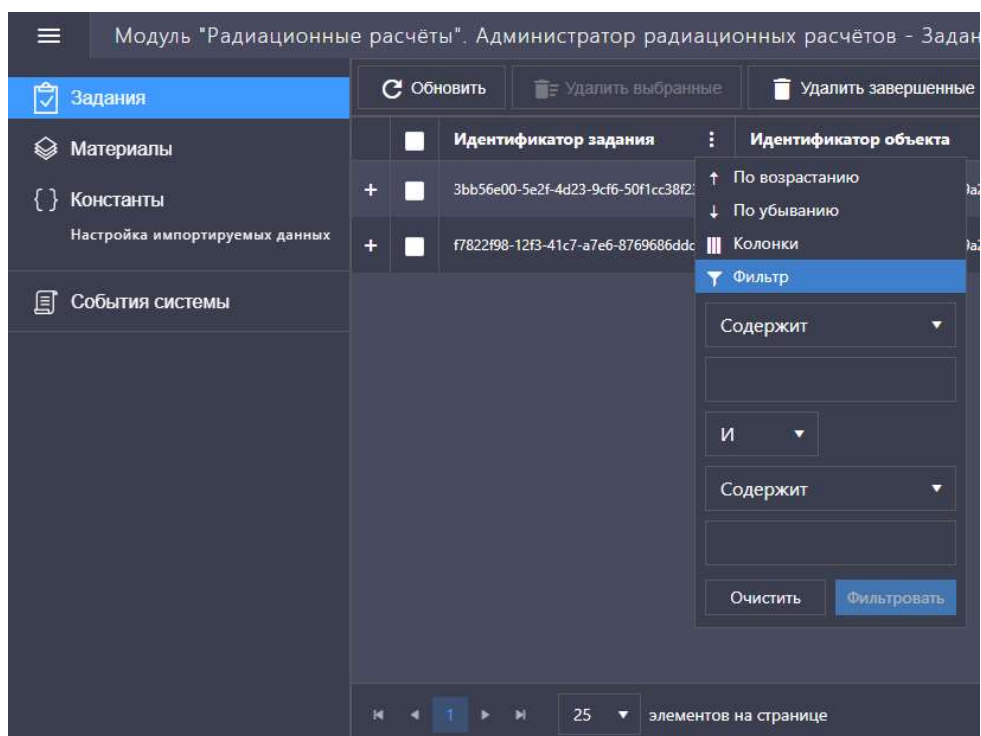 Модуль "Радиационные расчёты". Администратор радиационных расчётов - Задан
Задания
Материалы
Константы
Настройка импортируемых данных
События системы
Обновить Удалить выбранные Удалить завершенные
Идентификатор задания Идентификатор объекта
3bb56e00-5e2f-4d23-9cf6-50f1cc38f2
f7822f98-12f3-41c7-a7e6-8769686ddc
По возрастанию
По убыванию
Колонки
Фильтр
Содержит
И
Содержит
Очистить Фильтровать
1 25 элементов на странице